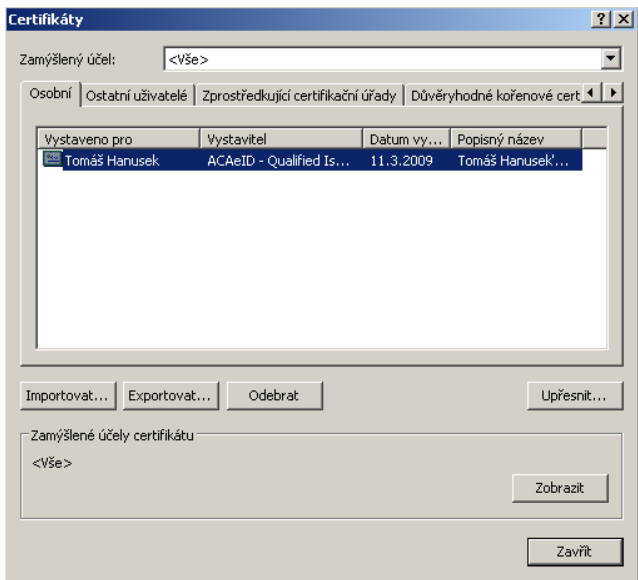 Certifikáty
Zamýšlený účel: <Vše>
Osobní Ostatní uživatelé Zprostředkující certifikační úřady Důvěryhodné kořenové cert
Vystaveno pro Vystavitel Datum vy... Popisný název
Tomáš Hanusek ACAeID - Qualified Is... 11.3.2009 Tomáš Hanusek'...
Importovat... Exportovat... Odebrat Upřesnit...
Zamýšlené účely certifikátu
<Vše>
Zobrazit
Zavřít